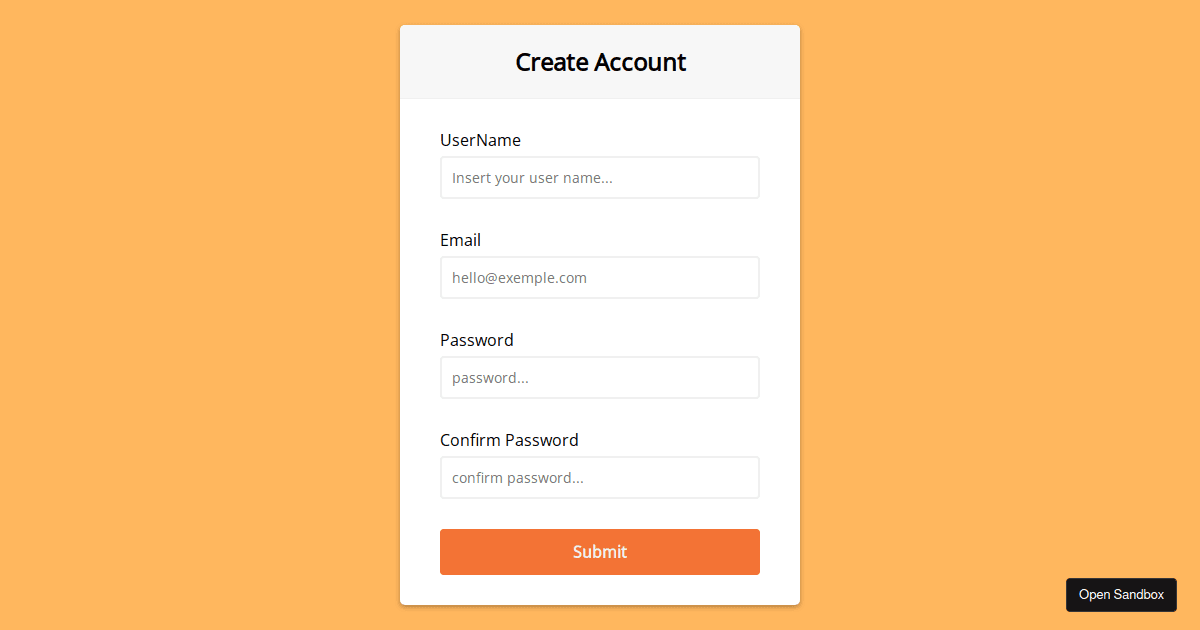 Create Account
UserName
Insert your user name...
Email
hello@exemple.com
Password
password...
Confirm Password
confirm password...
Submit
Open Sandbox